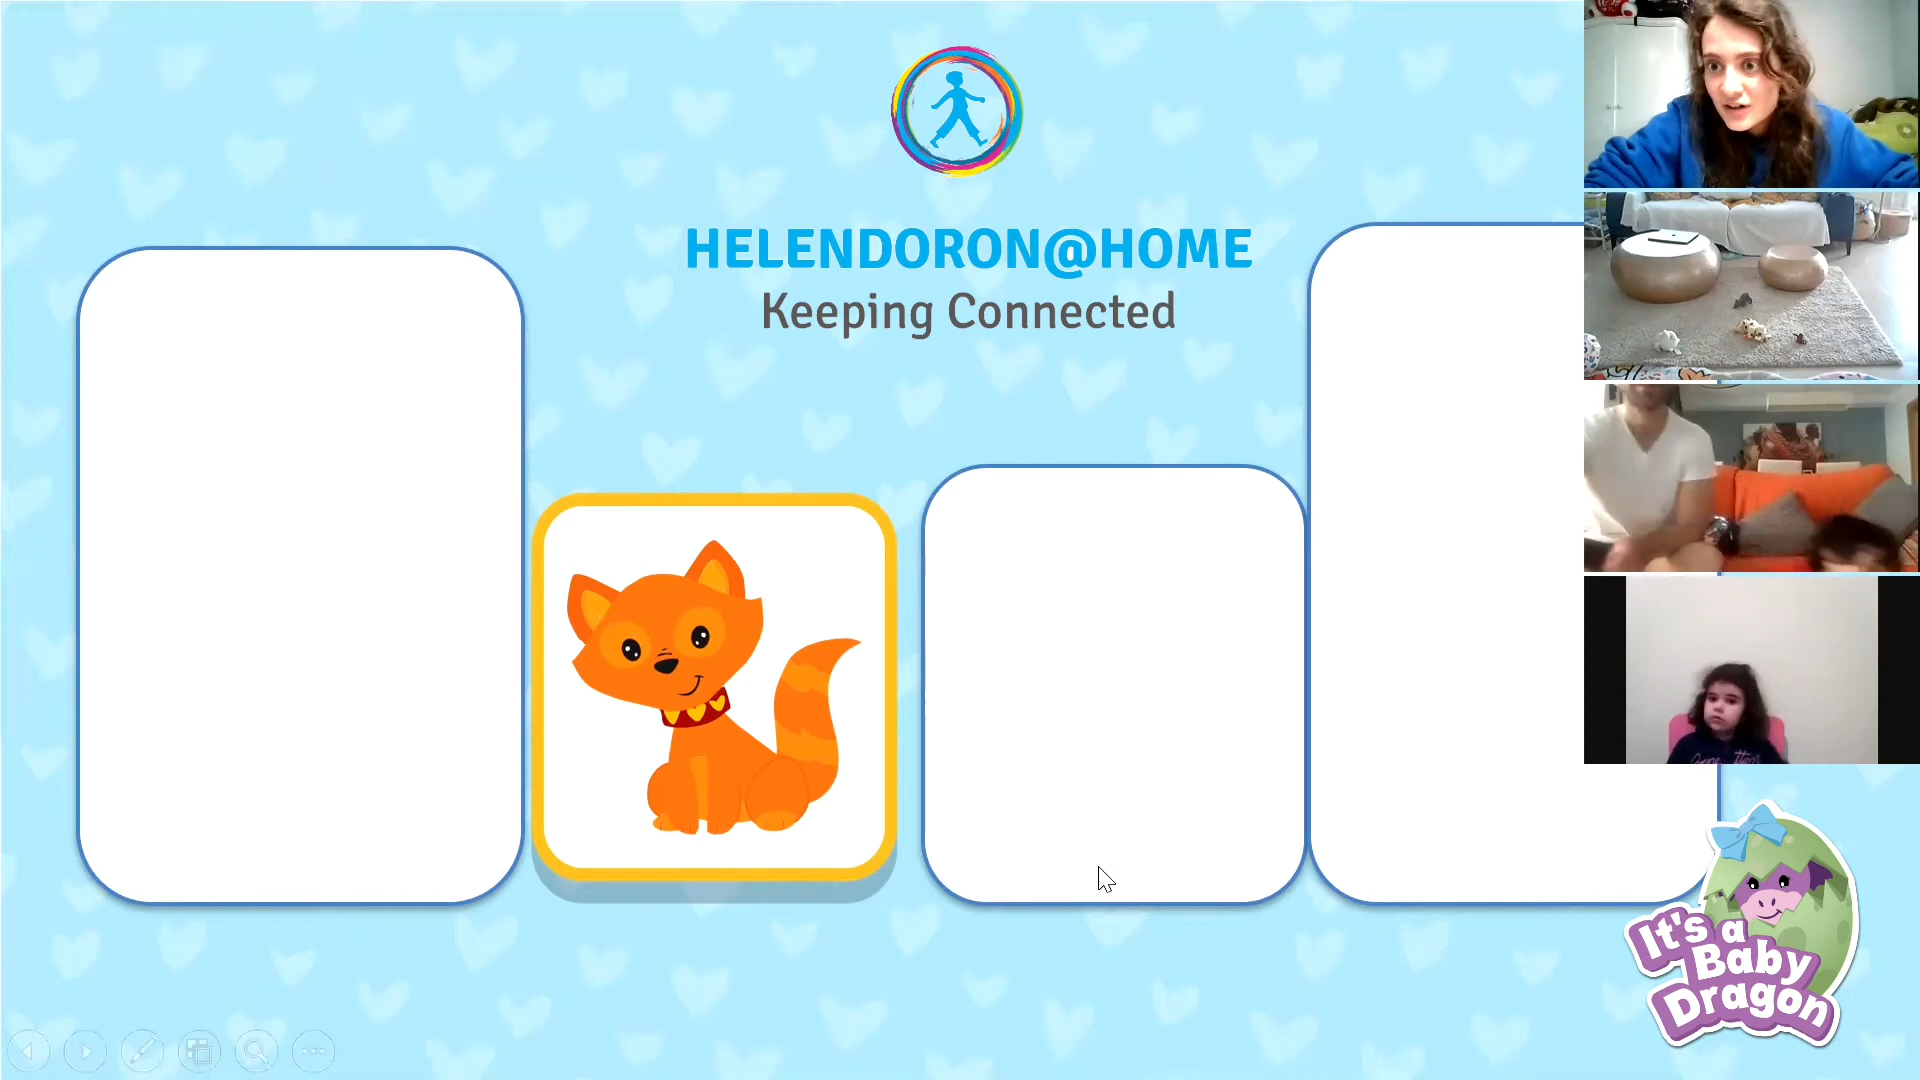 HELENDORON@HOME
Keeping Connected
It's a
Baby
Dragon